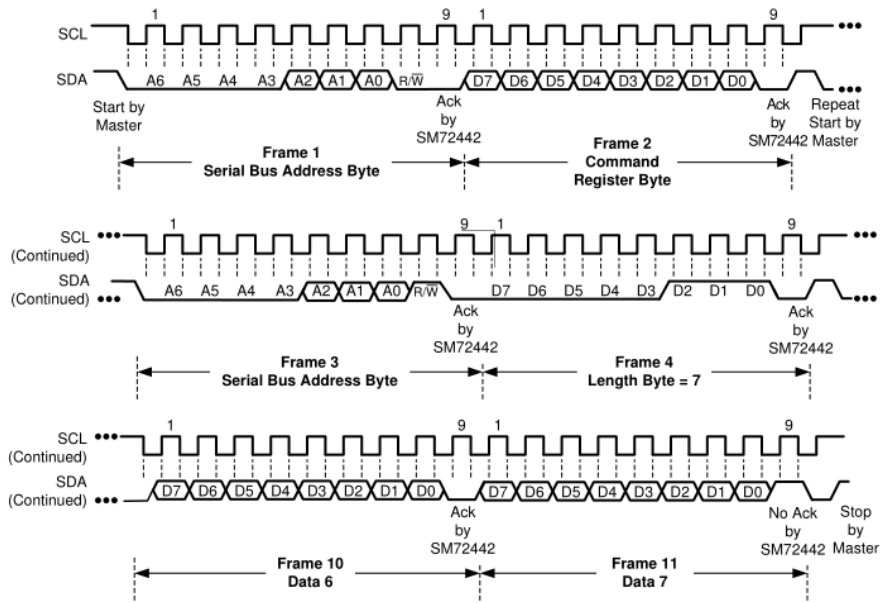 1 9 1 9
SCL
SDA A6 A5 A4 A3 A2 A1 A0 R/W̅ D7 D6 D5 D4 D3 D2 D1 D0
Start by
Master
Ack
by
SM72442
Ack
by
SM72442
Repeat
Start by
Master
Frame 1
Serial Bus Address Byte
Frame 2
Command
Register Byte
1 9 1 9
SCL
(Continued)
SDA
(Continued)
A6 A5 A4 A3 A2 A1 A0 R/W̅ D7 D6 D5 D4 D3 D2 D1 D0
Ack
by
SM72442
Ack
by
SM72442
Frame 3
Serial Bus Address Byte
Frame 4
Length Byte = 7
1 9 1 9
SCL
(Continued)
SDA
(Continued)
D7 D6 D5 D4 D3 D2 D1 D0 D7 D6 D5 D4 D3 D2 D1 D0
Ack
by
SM72442
No Ack
by
SM72442
Stop
by
Master
Frame 10
Data 6
Frame 11
Data 7